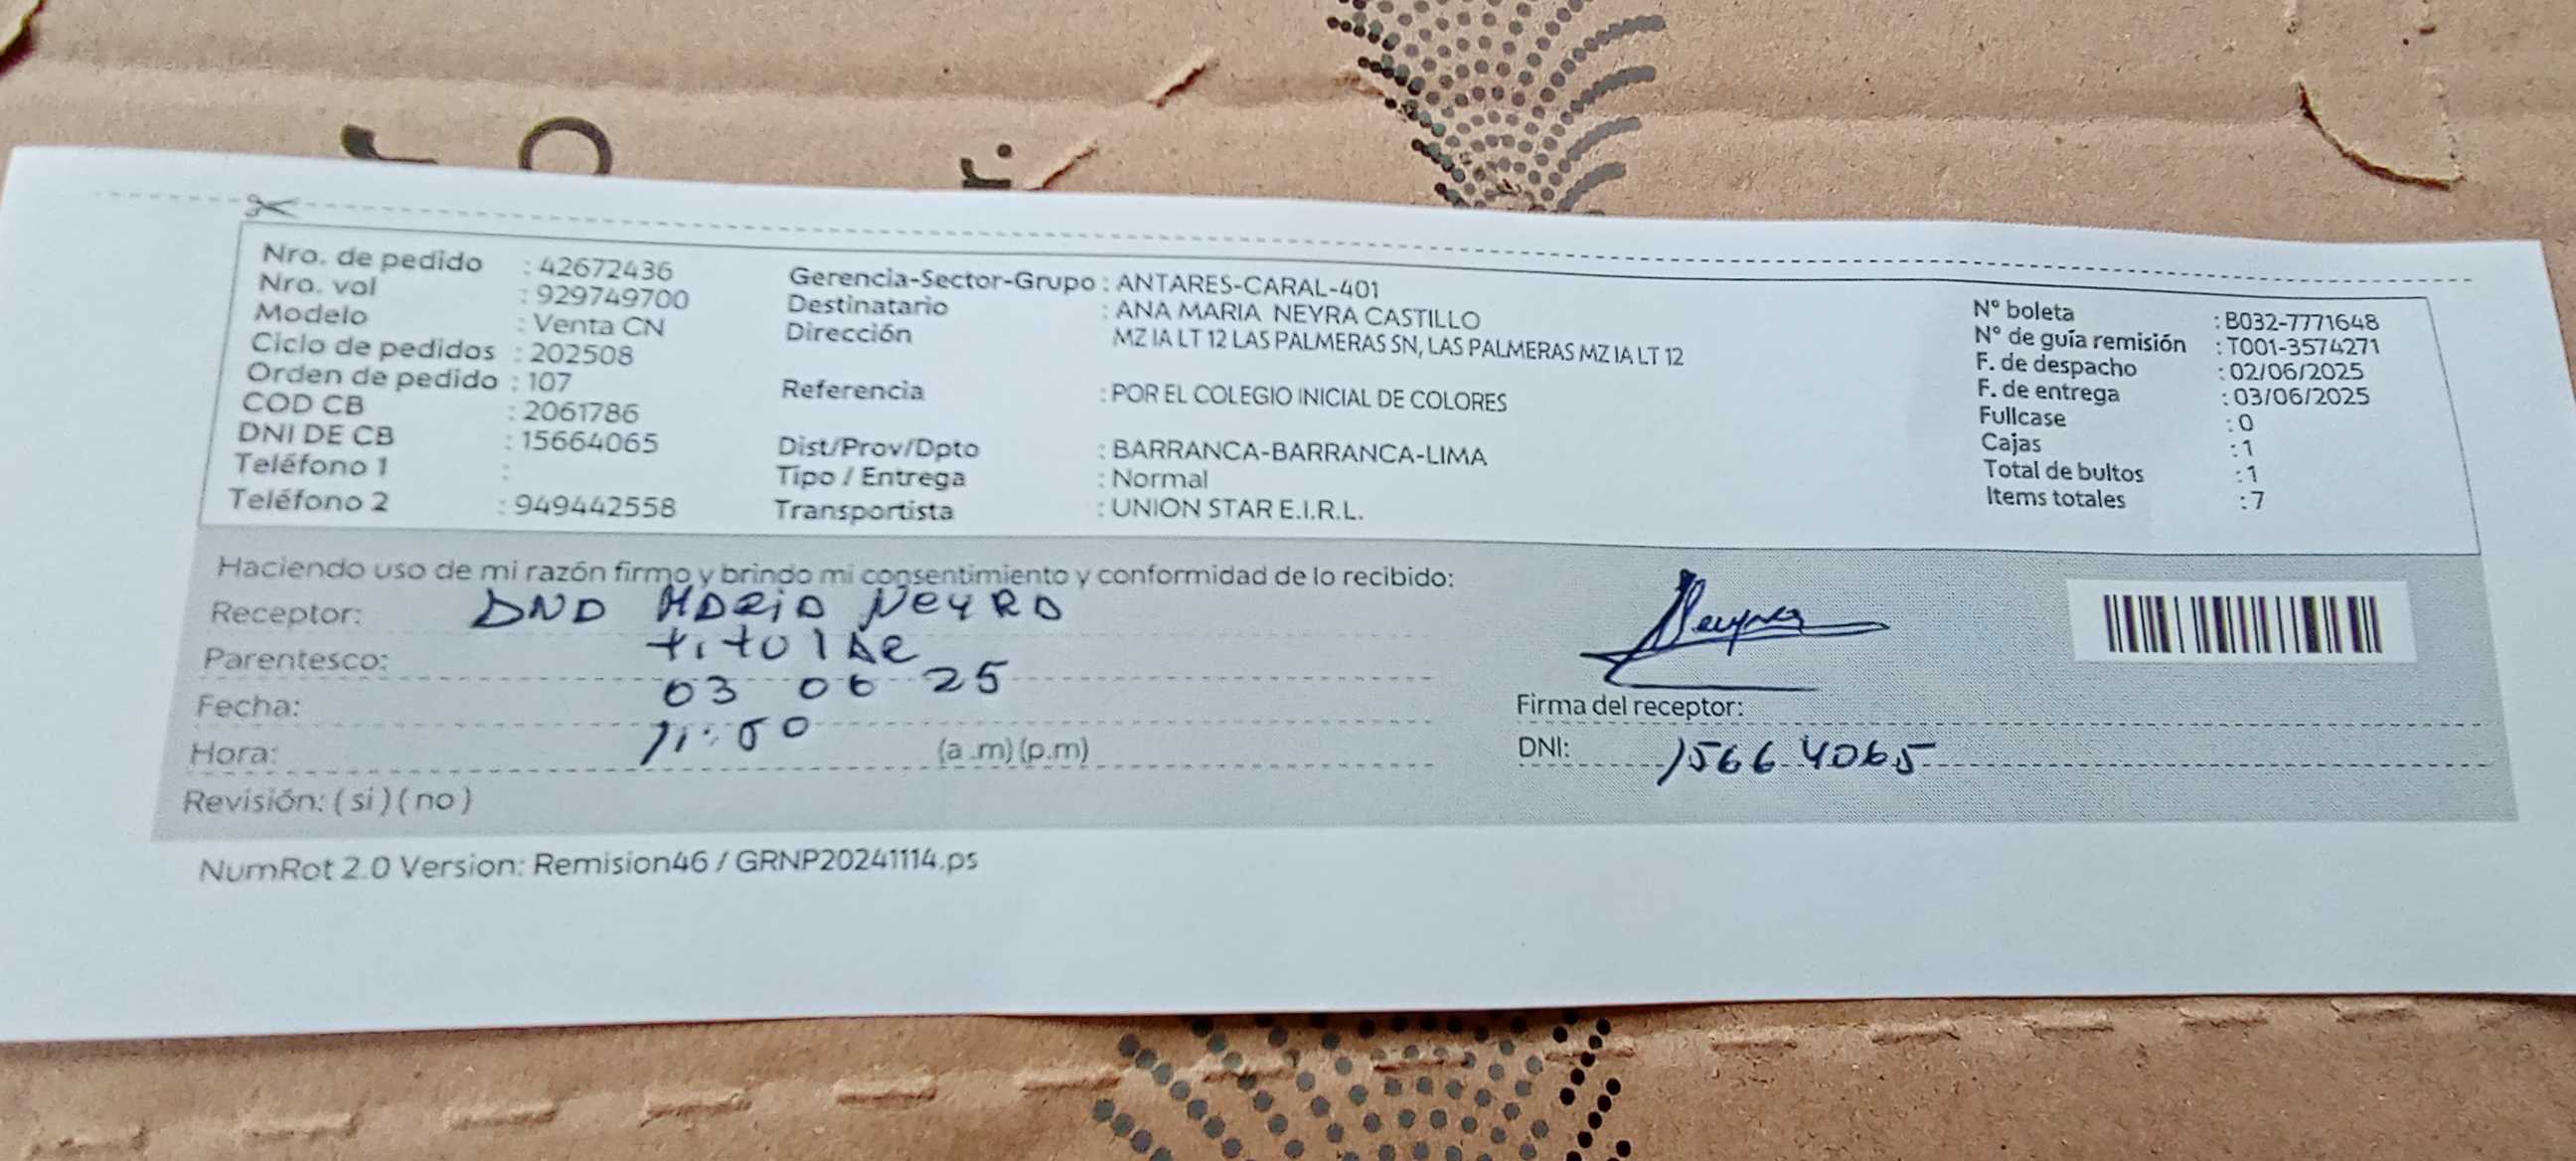 r.
Nro. de pedido : 42672436
Nro. vol : 929749700
Modelo : Venta CN
Ciclo de pedidos : 202508
Orden de pedido : 107
COD CB : 2061786
DNI DE CB : 15664065
Teléfono 1 :
Teléfono 2 : 949442558
Gerencia-Sector-Grupo : ANTARES-CARAL-401
Destinatario : ANA MARIA NEYRA CASTILLO
Dirección MZ IA LT 12 LAS PALMERAS SN, LAS PALMERAS MZ IA LT 12
Referencia : POR EL COLEGIO INICIAL DE COLORES
Dist/Prov/Dpto : BARRANCA-BARRANCA-LIMA
Tipo / Entrega : Normal
Transportista : UNION STAR E.I.R.L.
N° boleta : B032-7771648
N° de guía remisión : T001-3574271
F. de despacho : 02/06/2025
F. de entrega : 03/06/2025
Fullcase : 0
Cajas : 1
Total de bultos : 1
Items totales : 7
Haciendo uso de mi razón firmo y brindo mi consentimiento y conformidad de lo recibido:
Receptor: ANA MARIA NEYRA
Parentesco: titular
Fecha: 03 06 25
Hora: 11:50 (a .m) (p.m)
Revisión: ( si ) ( no )
Neyra
Firma del receptor:
DNI: 15664065
NumRot 2.0 Version: Remision46 / GRNP20241114.ps